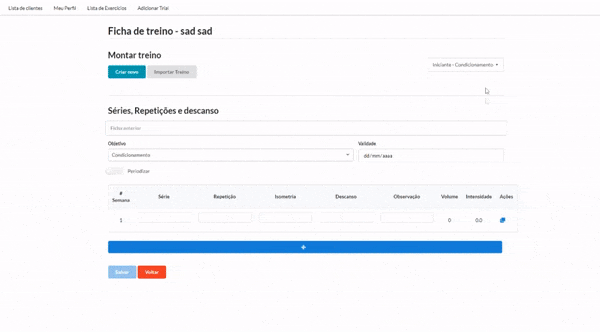 Lista de clientes Meu Perfil Lista de Exercícios Adicionar Trial
Ficha de treino - sad sad
Montar treino
Criar novo Importar Treino
Iniciante - Condicionamento
Séries, Repetições e descanso
Ficha anterior
Objetivo Validade
Condicionamento dd/mm/aaaa
Periodizar
# Semana Série Repetição Isometria Descanos Observação Volume Intensidade Ações
1 0 0.0
+
Salvar Voltar